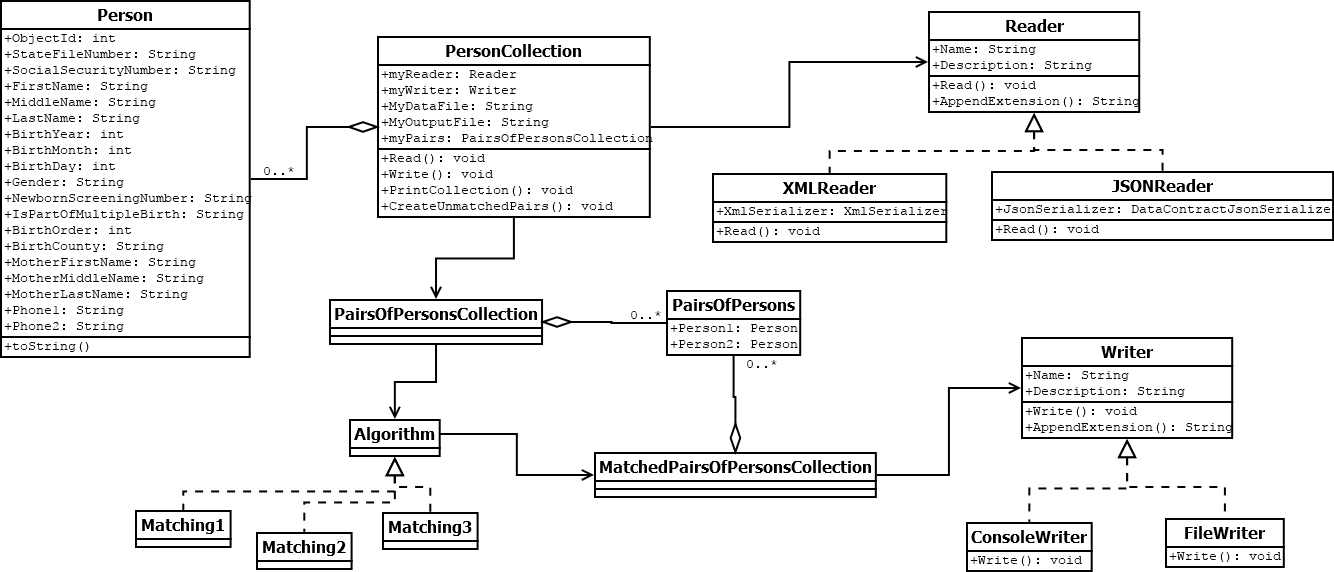 Person
+ObjectId: int
+StateFileNumber: String
+SocialSecurityNumber: String
+FirstName: String
+MiddleName: String
+LastName: String
+BirthYear: int
+BirthMonth: int
+BirthDay: int
+Gender: String
+NewbornScreeningNumber: String
+IsPartOfMultipleBirth: String
+BirthOrder: int
+BirthCounty: String
+MotherFirstName: String
+MotherMiddleName: String
+MotherLastName: String
+Phone1: String
+Phone2: String
+toString()
0..*
PersonCollection
+myReader: Reader
+myWriter: Writer
+MyDataFile: String
+MyOutputFile: String
+myPairs: PairsOfPersonsCollection
+Read(): void
+Write(): void
+PrintCollection(): void
+CreateUnmatchedPairs(): void
Reader
+Name: String
+Description: String
+Read(): void
+AppendExtension(): String
XMLReader
+XmlSerializer: XmlSerializer
+Read(): void
JSONReader
+JsonSerializer: DataContractJsonSerialize
+Read(): void
PairsOfPersonsCollection
0..*
PairsOfPersons
+Person1: Person
+Person2: Person
0..*
Algorithm
Matching1
Matching2
Matching3
MatchedPairsOfPersonsCollection
Writer
+Name: String
+Description: String
+Write(): void
+AppendExtension(): String
ConsoleWriter
+Write(): void
FileWriter
+Write(): void